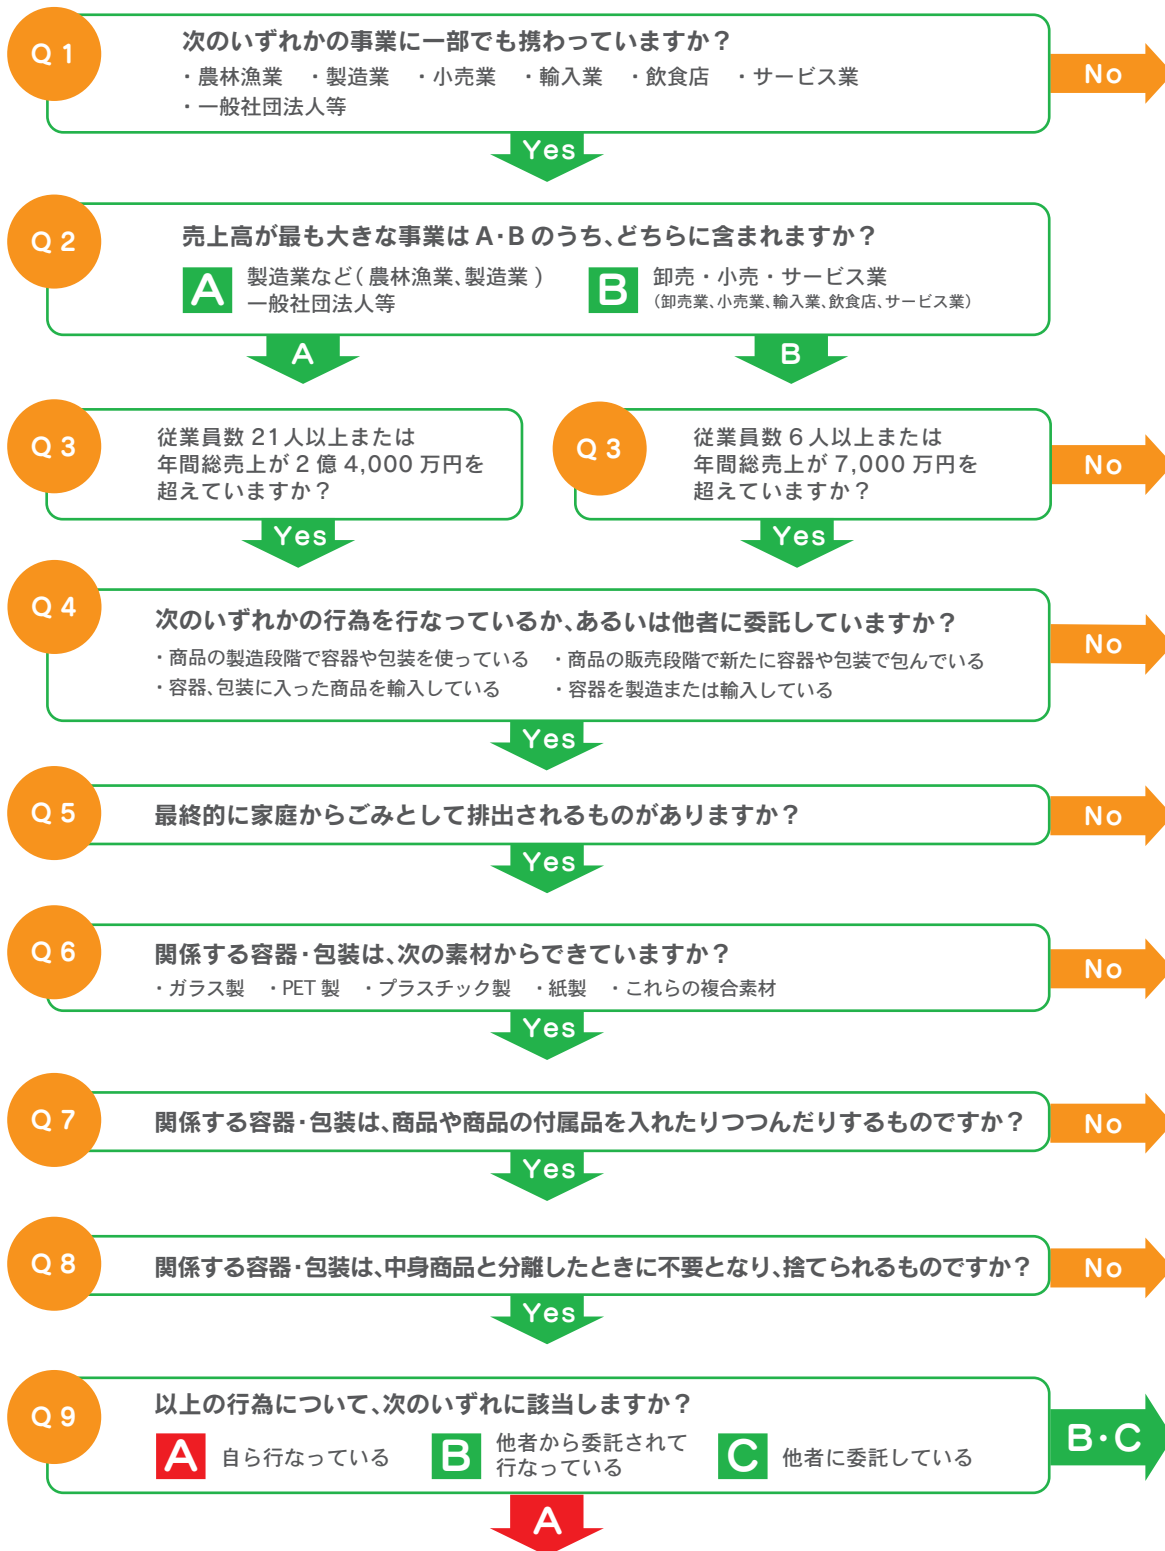 Q 1
次のいずれかの事業に一部でも携わっていますか？
・農林漁業　・製造業　・小売業　・輸入業　・飲食店　・サービス業
・一般社団法人等
No
Yes
Q 2
売上高が最も大きな事業は A・B のうち、どちらに含まれますか？
A 製造業など( 農林漁業、製造業 )
一般社団法人等
B 卸売・小売・サービス業
（卸売業、小売業、輸入業、飲食店、サービス業）
A
B
Q 3
従業員数 21人以上または
年間総売上が 2 億 4,000 万円を
超えていますか？
Q 3
従業員数 6人以上または
年間総売上が 7,000 万円を
超えていますか？
No
Yes
Yes
Q 4
次のいずれかの行為を行なっているか、あるいは他者に委託していますか？
・商品の製造段階で容器や包装を使っている　・商品の販売段階で新たに容器や包装で包んでいる
・容器、包装に入った商品を輸入している　・容器を製造または輸入している
No
Yes
Q 5
最終的に家庭からごみとして排出されるものがありますか？
No
Yes
Q 6
関係する容器・包装は、次の素材からできていますか？
・ガラス製　・PET 製　・プラスチック製　・紙製　・これらの複合素材
No
Yes
Q 7
関係する容器・包装は、商品や商品の付属品を入れたりつつんだりするものですか？
No
Yes
Q 8
関係する容器・包装は、中身商品と分離したときに不要となり、捨てられるものですか？
No
Yes
Q 9
以上の行為について、次のいずれに該当しますか？
A 自ら行なっている
B 他者から委託されて
行なっている
C 他者に委託している
B・C
A